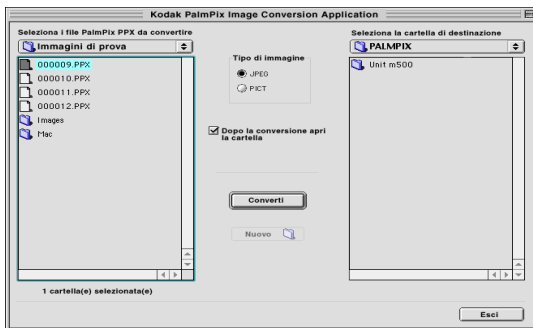 Kodak PalmPix Image Conversion Application
Seleziona i file PalmPix PPX da convertire
Immagini di prova
000009.PPX
000010.PPX
000011.PPX
000012.PPX
Images
Mac
1 cartella(e) selezionata(e)
Tipo di immagine
JPEG
PICT
Dopo la conversione apri
la cartella
Converti
Nuovo
Seleziona la cartella di destinazione
PALMPIX
Unit m500
Esci